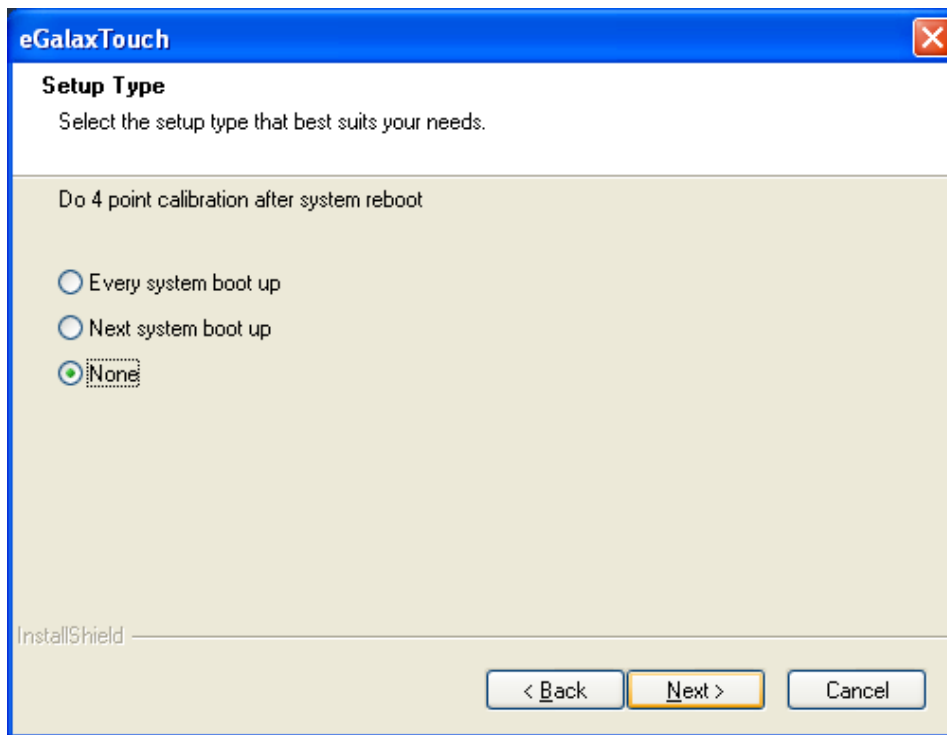 eGalaxTouch
Setup Type
Select the setup type that best suits your needs.
Do 4 point calibration after system reboot
Every system boot up
Next system boot up
None
InstallShield
< Back Next > Cancel